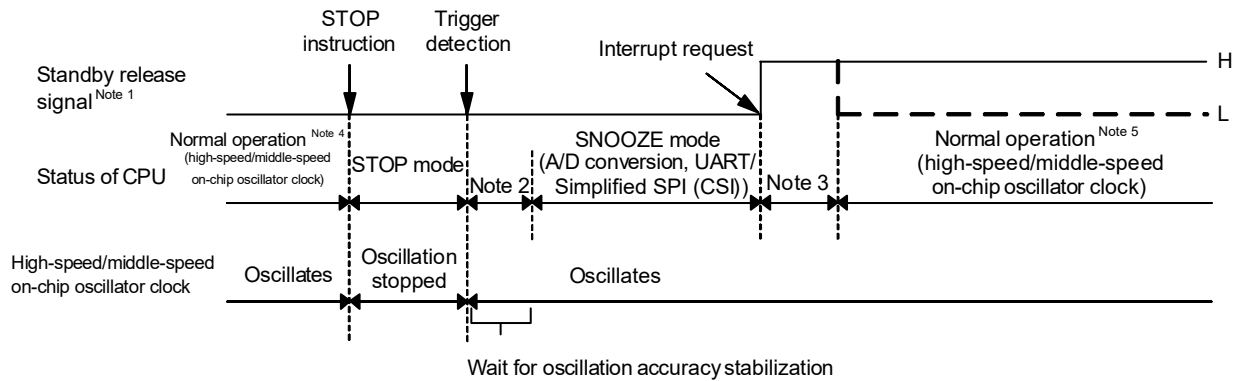 STOP
instruction
Trigger
detection
Interrupt request
Standby release
signal Note 1
H
L
Status of CPU
Normal operation Note 4
(high-speed/middle-speed
on-chip oscillator clock)
STOP mode
Note 2
SNOOZE mode
(A/D conversion, UART/
Simplified SPI (CSI))
Note 3
Normal operation Note 5
(high-speed/middle-speed
on-chip oscillator clock)
High-speed/middle-speed
on-chip oscillator clock
Oscillates
Oscillation
stopped
Oscillates
Wait for oscillation accuracy stabilization